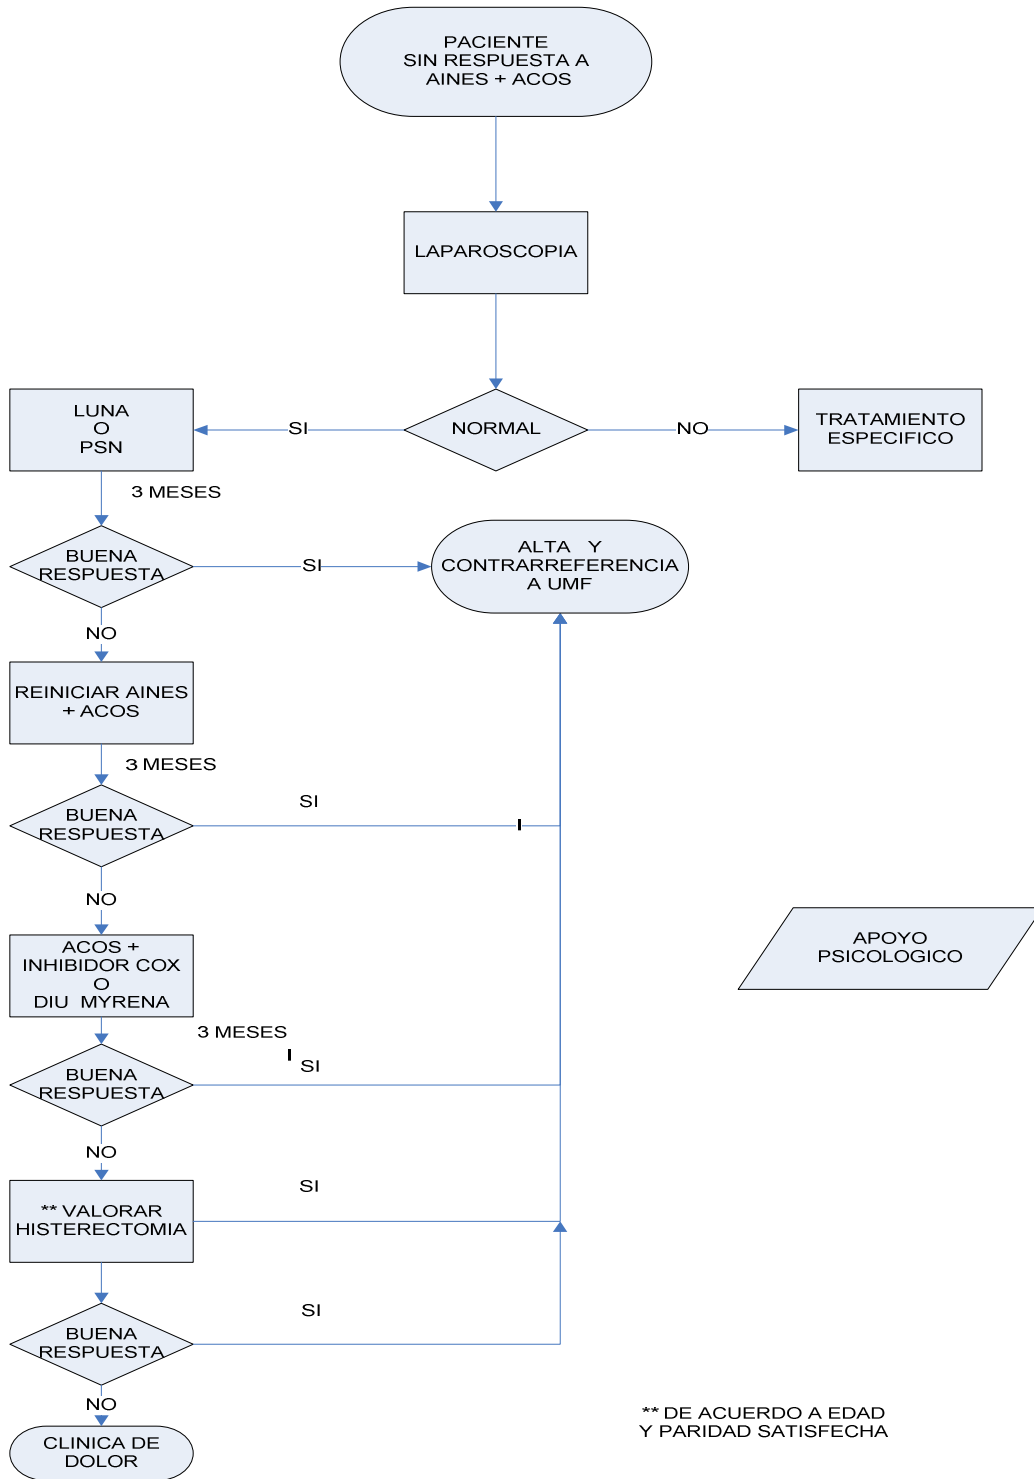 PACIENTE
SIN RESPUESTA A
AINES + ACOS
LAPAROSCOPIA
LUNA
O
PSN
SI
NORMAL
NO
TRATAMIENTO
ESPECIFICO
3 MESES
BUENA
RESPUESTA
SI
ALTA Y
CONTRARREFERENCIA
A UMF
NO
REINICIAR AINES
+ ACOS
3 MESES
BUENA
RESPUESTA
SI
I
NO
ACOS +
INHIBIDOR COX
O
DIU MYRENA
APOYO
PSICOLOGICO
3 MESES
I
BUENA
RESPUESTA
SI
NO
** VALORAR
HISTERECTOMIA
SI
BUENA
RESPUESTA
SI
NO
CLINICA DE
DOLOR
** DE ACUERDO A EDAD
Y PARIDAD SATISFECHA